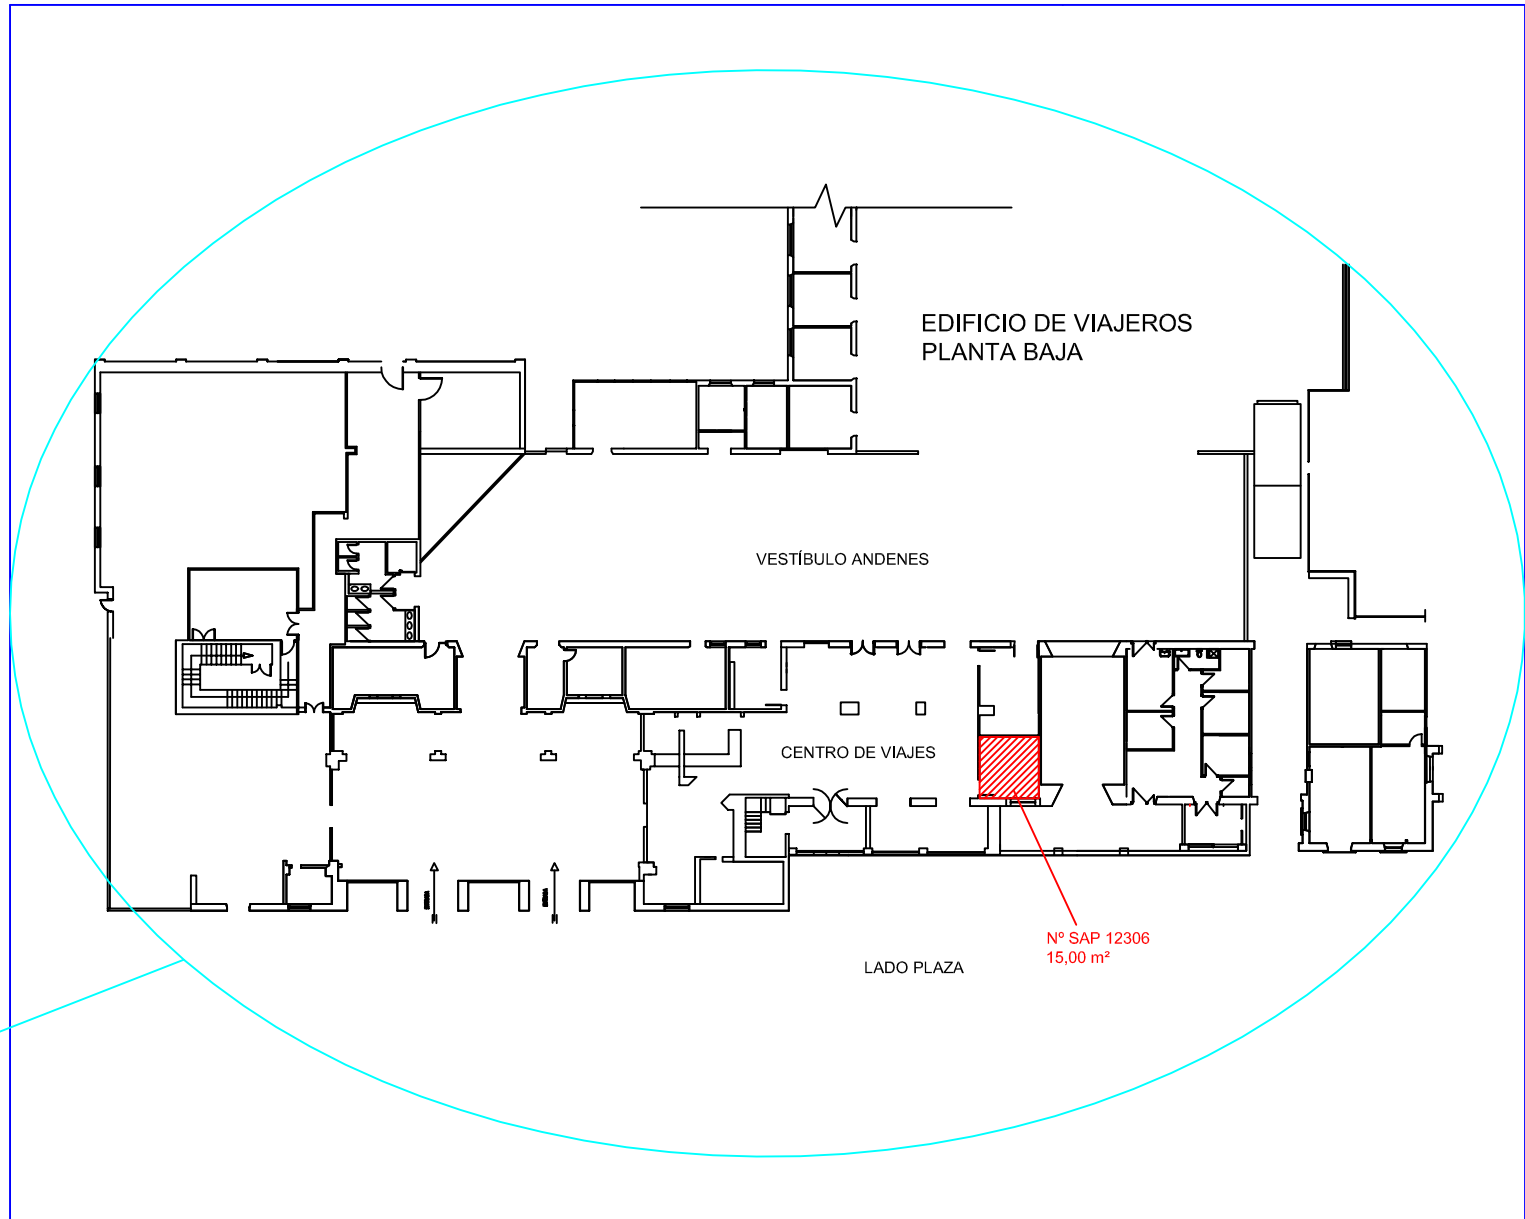 EDIFICIO DE VIAJEROS
PLANTA BAJA
VESTÍBULO ANDENES
CENTRO DE VIAJES
Nº SAP 12306
15,00 m²
LADO PLAZA